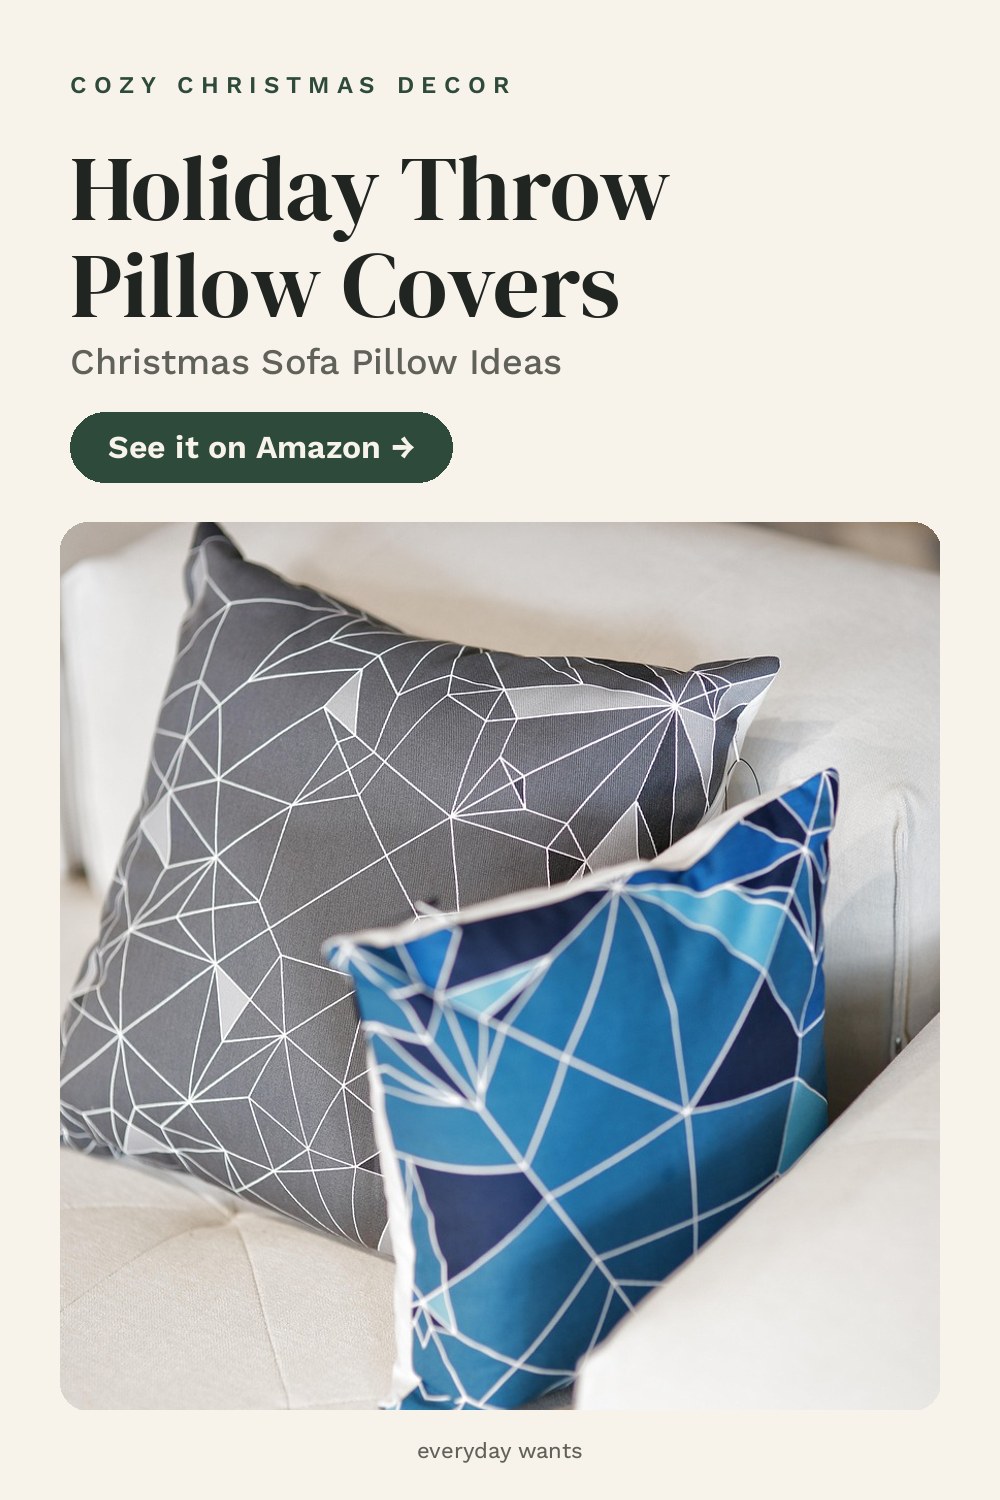 COZY CHRISTMAS DECOR
Holiday Throw
Pillow Covers
Christmas Sofa Pillow Ideas
See it on Amazon →
everyday wants